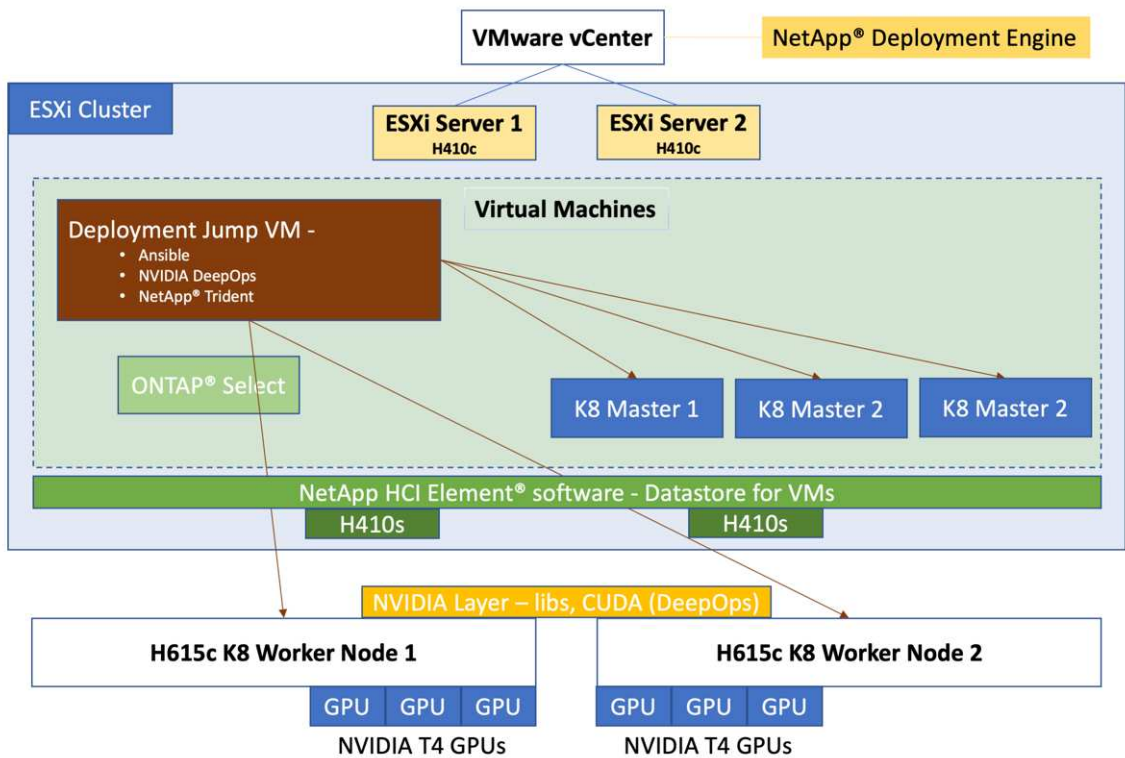 VMware vCenter
NetApp® Deployment Engine
ESXi Cluster
ESXi Server 1
H410c
ESXi Server 2
H410c
Virtual Machines
Deployment Jump VM -
• Ansible
• NVIDIA DeepOps
• NetApp® Trident
ONTAP® Select
K8 Master 1
K8 Master 2
K8 Master 2
NetApp HCI Element® software - Datastore for VMs
H410s
H410s
NVIDIA Layer – libs, CUDA (DeepOps)
H615c K8 Worker Node 1
H615c K8 Worker Node 2
GPU
GPU
GPU
GPU
GPU
GPU
NVIDIA T4 GPUs
NVIDIA T4 GPUs